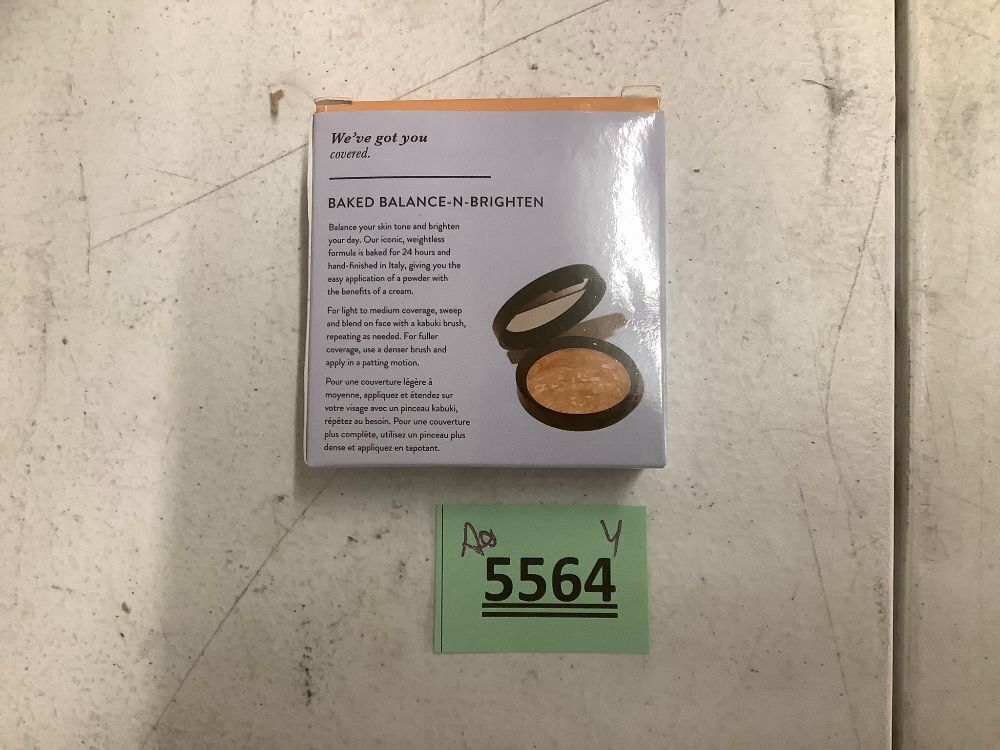 We've got you
covered.
BAKED BALANCE-N-BRIGHTEN
Balance your skin tone and brighten
your day. Our iconic, weightless
formula is baked for 24 hours and
hand-finished in Italy, giving you the
easy application of a powder with
the benefits of a cream.
For light to medium coverage, sweep
and blend on face with a kabuki brush,
repeating as needed. For fuller
coverage, use a denser brush and
apply in a patting motion.
Pour une couverture légère à
moyenne, appliquez et étendez sur
votre visage avec un pinceau kabuki,
répétez au besoin. Pour une couverture
plus complète, utilisez un pinceau plus
dense et appliquez en tapotant.
5564